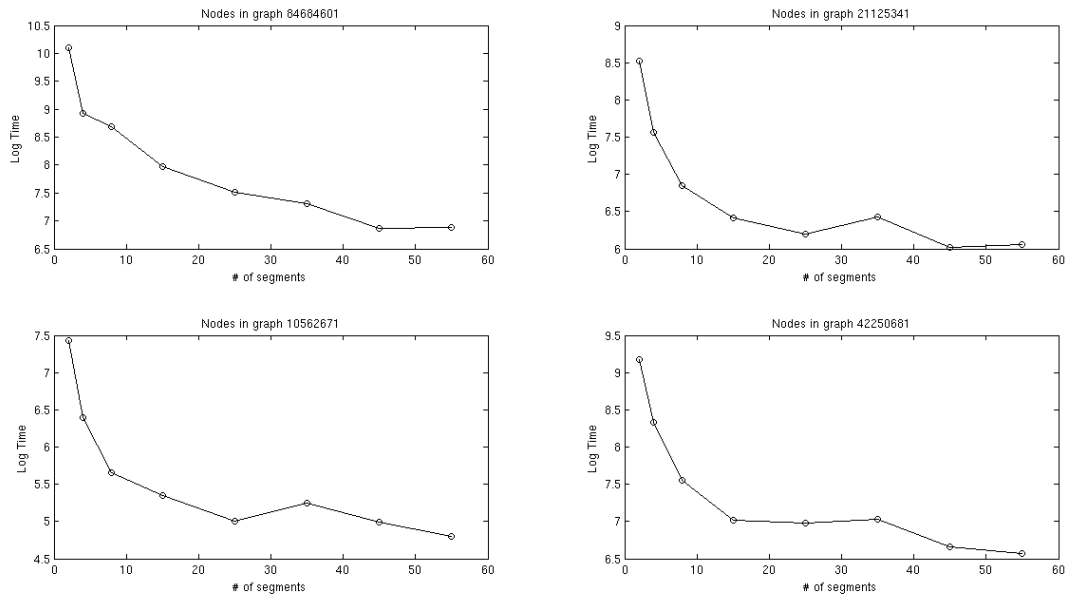 Nodes in graph 84684601
10.5
10
9.5
9
8.5
8
7.5
7
6.5
Log Time
0 10 20 30 40 50 60
# of segments
Nodes in graph 21125341
9
8.5
8
7.5
7
6.5
6
Log Time
0 10 20 30 40 50 60
# of segments
Nodes in graph 10562671
7.5
7
6.5
6
5.5
5
4.5
Log Time
0 10 20 30 40 50 60
# of segments
Nodes in graph 42250681
9.5
9
8.5
8
7.5
7
6.5
Log Time
0 10 20 30 40 50 60
# of segments